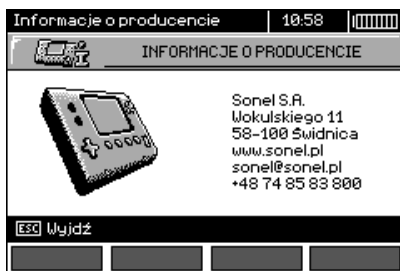 Informacje o producencie 10:58
INFORMACJE O PRODUCENCIE
Sonel S.A.
Wokulskiego 11
58-100 Świdnica
www.sonel.pl
sonel@sonel.pl
+48 74 85 83 800
ESC Wyjdź